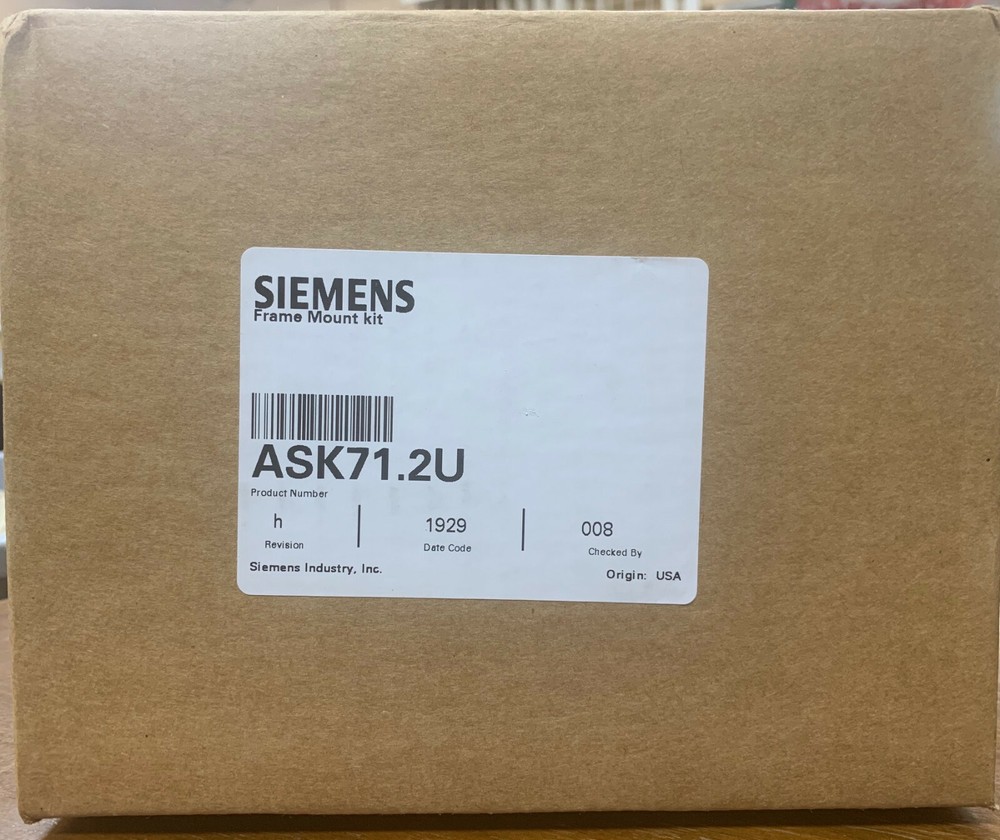 SIEMENS
Frame Mount kit
ASK71.2U
Product Number
h 1929 008
Revision Date Code Checked By
Siemens Industry, Inc. Origin: USA